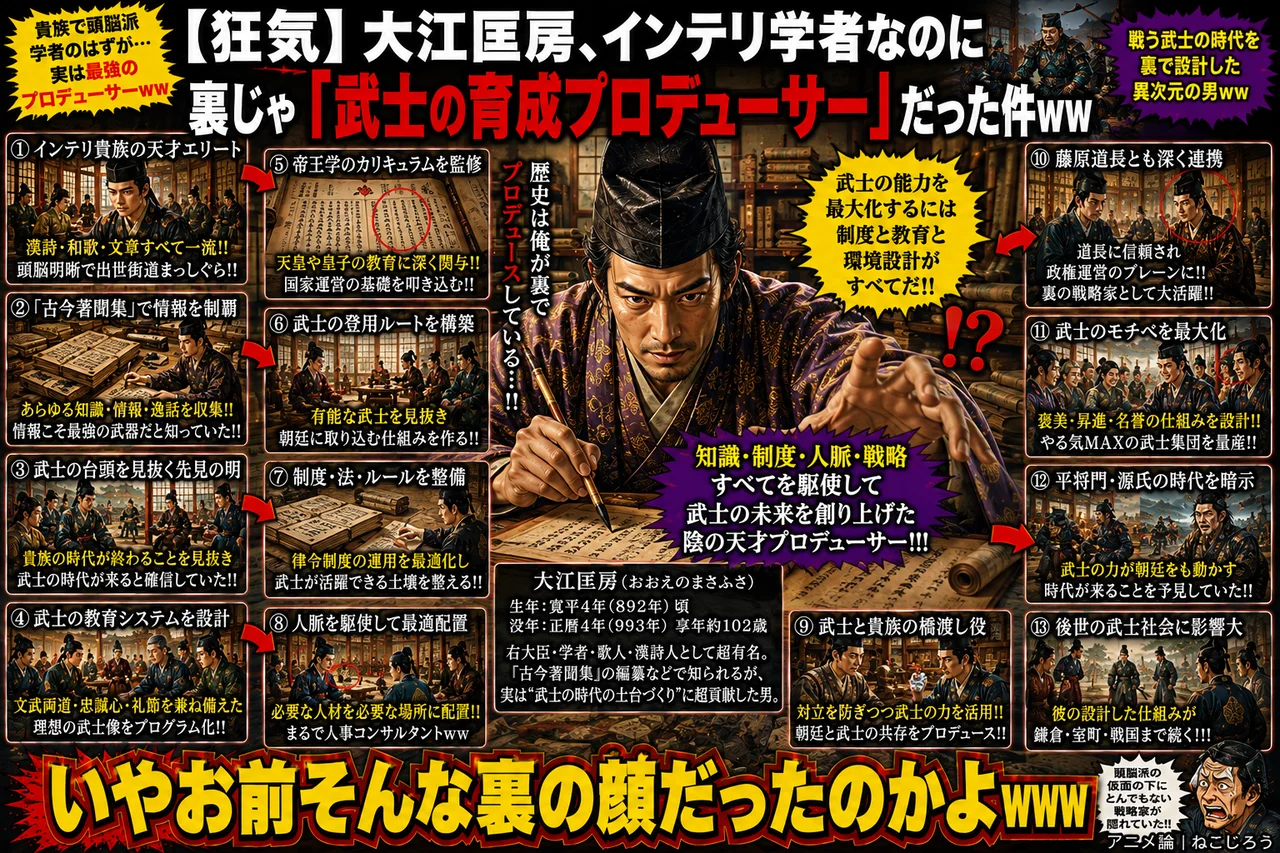 貴族で頭脳派
学者のはずが…
実は最強の
プロデューサーww
【狂気】大江匡房、インテリ学者なのに
裏じゃ「武士の育成プロデューサー」だった件ww
戦う武士の時代を
裏で設計した
異次元の男ww
① インテリ貴族の天才エリート
漢詩・和歌・文章すべて一流!!
頭脳明晰で出世街道まっしぐら!!
② 「古今著聞集」で情報を制覇
あらゆる知識・情報・逸話を収集!!
情報こそ最強の武器だと知っていた!!
③ 武士の台頭を見抜く先見の明
貴族の時代が終わることを見抜き
武士の時代が来ると確信していた!!
④ 武士の教育システムを設計
文武両道・忠誠心・礼節を兼ね備えた
理想の武士像をプログラム化!!
⑤ 帝王学のカリキュラムを監修
天皇や皇子の教育に深く関与!!
国家運営の基礎を叩き込む!!
⑥ 武士の登用ルートを構築
有能な武士を見抜き
朝廷に取り込む仕組みを作る!!
⑦ 制度・法・ルールを整備
律令制度の運用を最適化し
武士が活躍できる土壌を整える!!
⑧ 人脈を駆使して最適配置
必要な人材を必要な場所に配置!!
まるで人事コンサルタントww
歴史は俺が裏で
プロデュースしている…!!
武士の能力を
最大化するには
制度と教育と
環境設計が
すべてだ!!
!?
知識・制度・人脈・戦略
すべてを駆使して
武士の未来を創り上げた
陰の天才プロデューサー!!!
大江匡房(おおえのまさふさ)
生年:寛平4年(892年)頃
没年:正暦4年(993年) 享年約102歳
右大臣・学者・歌人・漢詩人として超有名。
「古今著聞集」の編纂などで知られるが、
実は“武士の時代の土台づくり”に超貢献した男。
⑨ 武士と貴族の橋渡し役
対立を防ぎつつ武士の力を活用!!
朝廷と武士の共存をプロデュース!!
⑩ 藤原道長とも深く連携
道長に信頼され
政権運営のブレーンに!!
裏の戦略家として大活躍!!
⑪ 武士のモチベを最大化
褒美・昇進・名誉の仕組みを設計!!
やる気MAXの武士集団を量産!!
⑫ 平将門・源氏の時代を暗示
武士の力が朝廷をも動かす
時代が来ることを予見していた!!
⑬ 後世の武士社会に影響大
彼の設計した仕組みが
鎌倉・室町・戦国まで続く!!!
いやお前そんな裏の顔だったのかよwww
頭脳派の
仮面の下に
とんでもない
戦略家が
隠れていた!!
アニメ論|ねこじろう